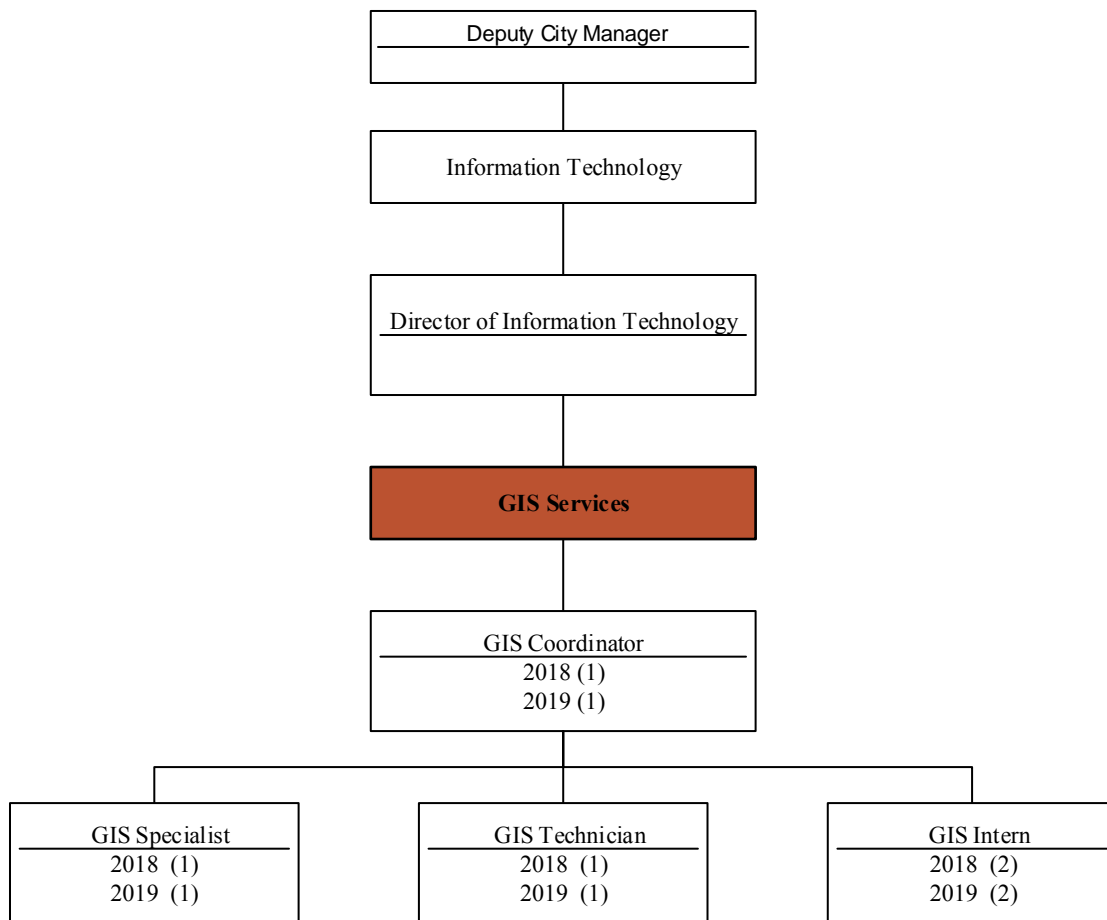 Deputy City Manager
Information Technology
Director of Information Technology
GIS Services
GIS Coordinator
2018 (1)
2019 (1)
GIS Specialist
2018 (1)
2019 (1)
GIS Technician
2018 (1)
2019 (1)
GIS Intern
2018 (2)
2019 (2)